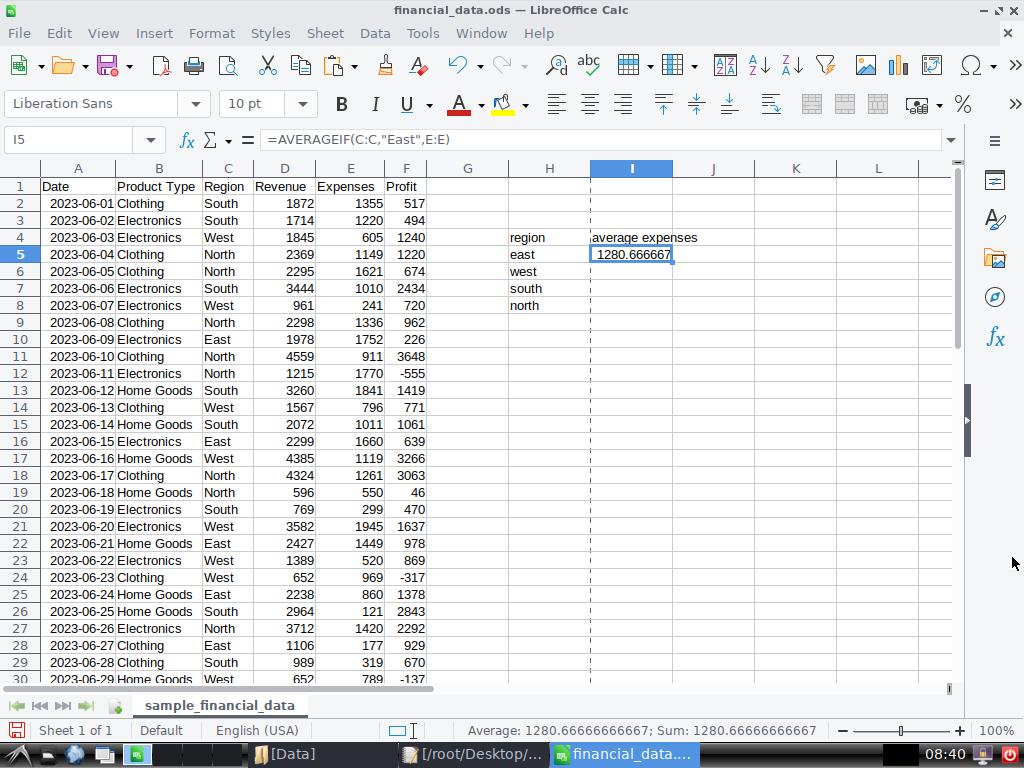 financial_data.ods — LibreOffice Calc
File Edit View Insert Format Styles Sheet Data Tools Window Help
Liberation Sans 10 pt
I5 =AVERAGEIF(C:C,"East",E:E)
A B C D E F G H I J K L
1 Date Product Type Region Revenue Expenses Profit
2 2023-06-01 Clothing South 1872 1355 517
3 2023-06-02 Electronics South 1714 1220 494
4 2023-06-03 Electronics West 1845 605 1240 region average expenses
5 2023-06-04 Clothing North 2369 1149 1220 east 1280.666667
6 2023-06-05 Clothing North 2295 1621 674 west
7 2023-06-06 Electronics South 3444 1010 2434 south
8 2023-06-07 Electronics West 961 241 720 north
9 2023-06-08 Clothing North 2298 1336 962
10 2023-06-09 Electronics East 1978 1752 226
11 2023-06-10 Clothing North 4559 911 3648
12 2023-06-11 Electronics North 1215 1770 -555
13 2023-06-12 Home Goods South 3260 1841 1419
14 2023-06-13 Clothing West 1567 796 771
15 2023-06-14 Home Goods South 2072 1011 1061
16 2023-06-15 Electronics East 2299 1660 639
17 2023-06-16 Home Goods West 4385 1119 3266
18 2023-06-17 Clothing North 4324 1261 3063
19 2023-06-18 Home Goods North 596 550 46
20 2023-06-19 Electronics South 769 299 470
21 2023-06-20 Electronics West 3582 1945 1637
22 2023-06-21 Home Goods East 2427 1449 978
23 2023-06-22 Electronics West 1389 520 869
24 2023-06-23 Clothing West 652 969 -317
25 2023-06-24 Home Goods East 2238 860 1378
26 2023-06-25 Home Goods South 2964 121 2843
27 2023-06-26 Electronics North 3712 1420 2292
28 2023-06-27 Clothing East 1106 177 929
29 2023-06-28 Clothing South 989 319 670
30 2023-06-29 Home Goods West 652 789 -137
sample_financial_data
Sheet 1 of 1 Default English (USA) Average: 1280.66666666667; Sum: 1280.66666666667 100%
[Data] [/root/Desktop/... financial_data.... 08:40